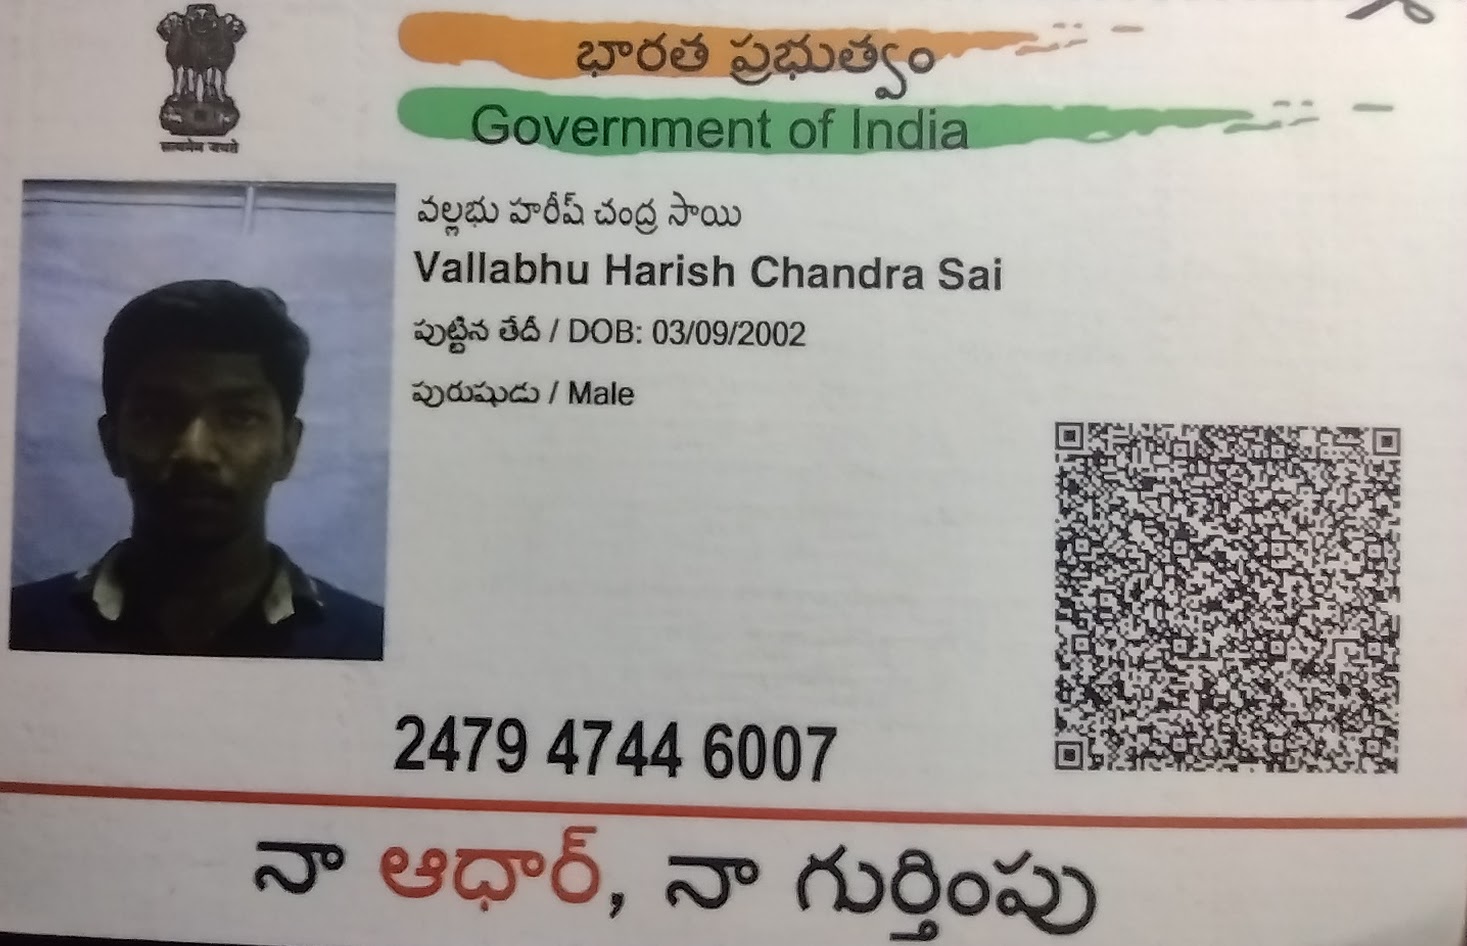 सत्यमेव जयते
భారత ప్రభుత్వం
Government of India
వల్లభు హరీష్ చంద్ర సాయి
Vallabhu Harish Chandra Sai
పుట్టిన తేదీ / DOB: 03/09/2002
పురుషుడు / Male
2479 4744 6007
నా ఆధార్, నా గుర్తింపు